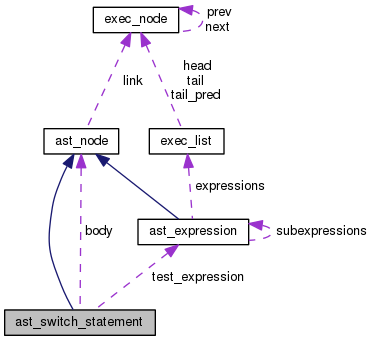 exec_node
prev
next
head
tail
tail_pred
link
ast_node
exec_list
expressions
body
ast_expression
subexpressions
test_expression
ast_switch_statement